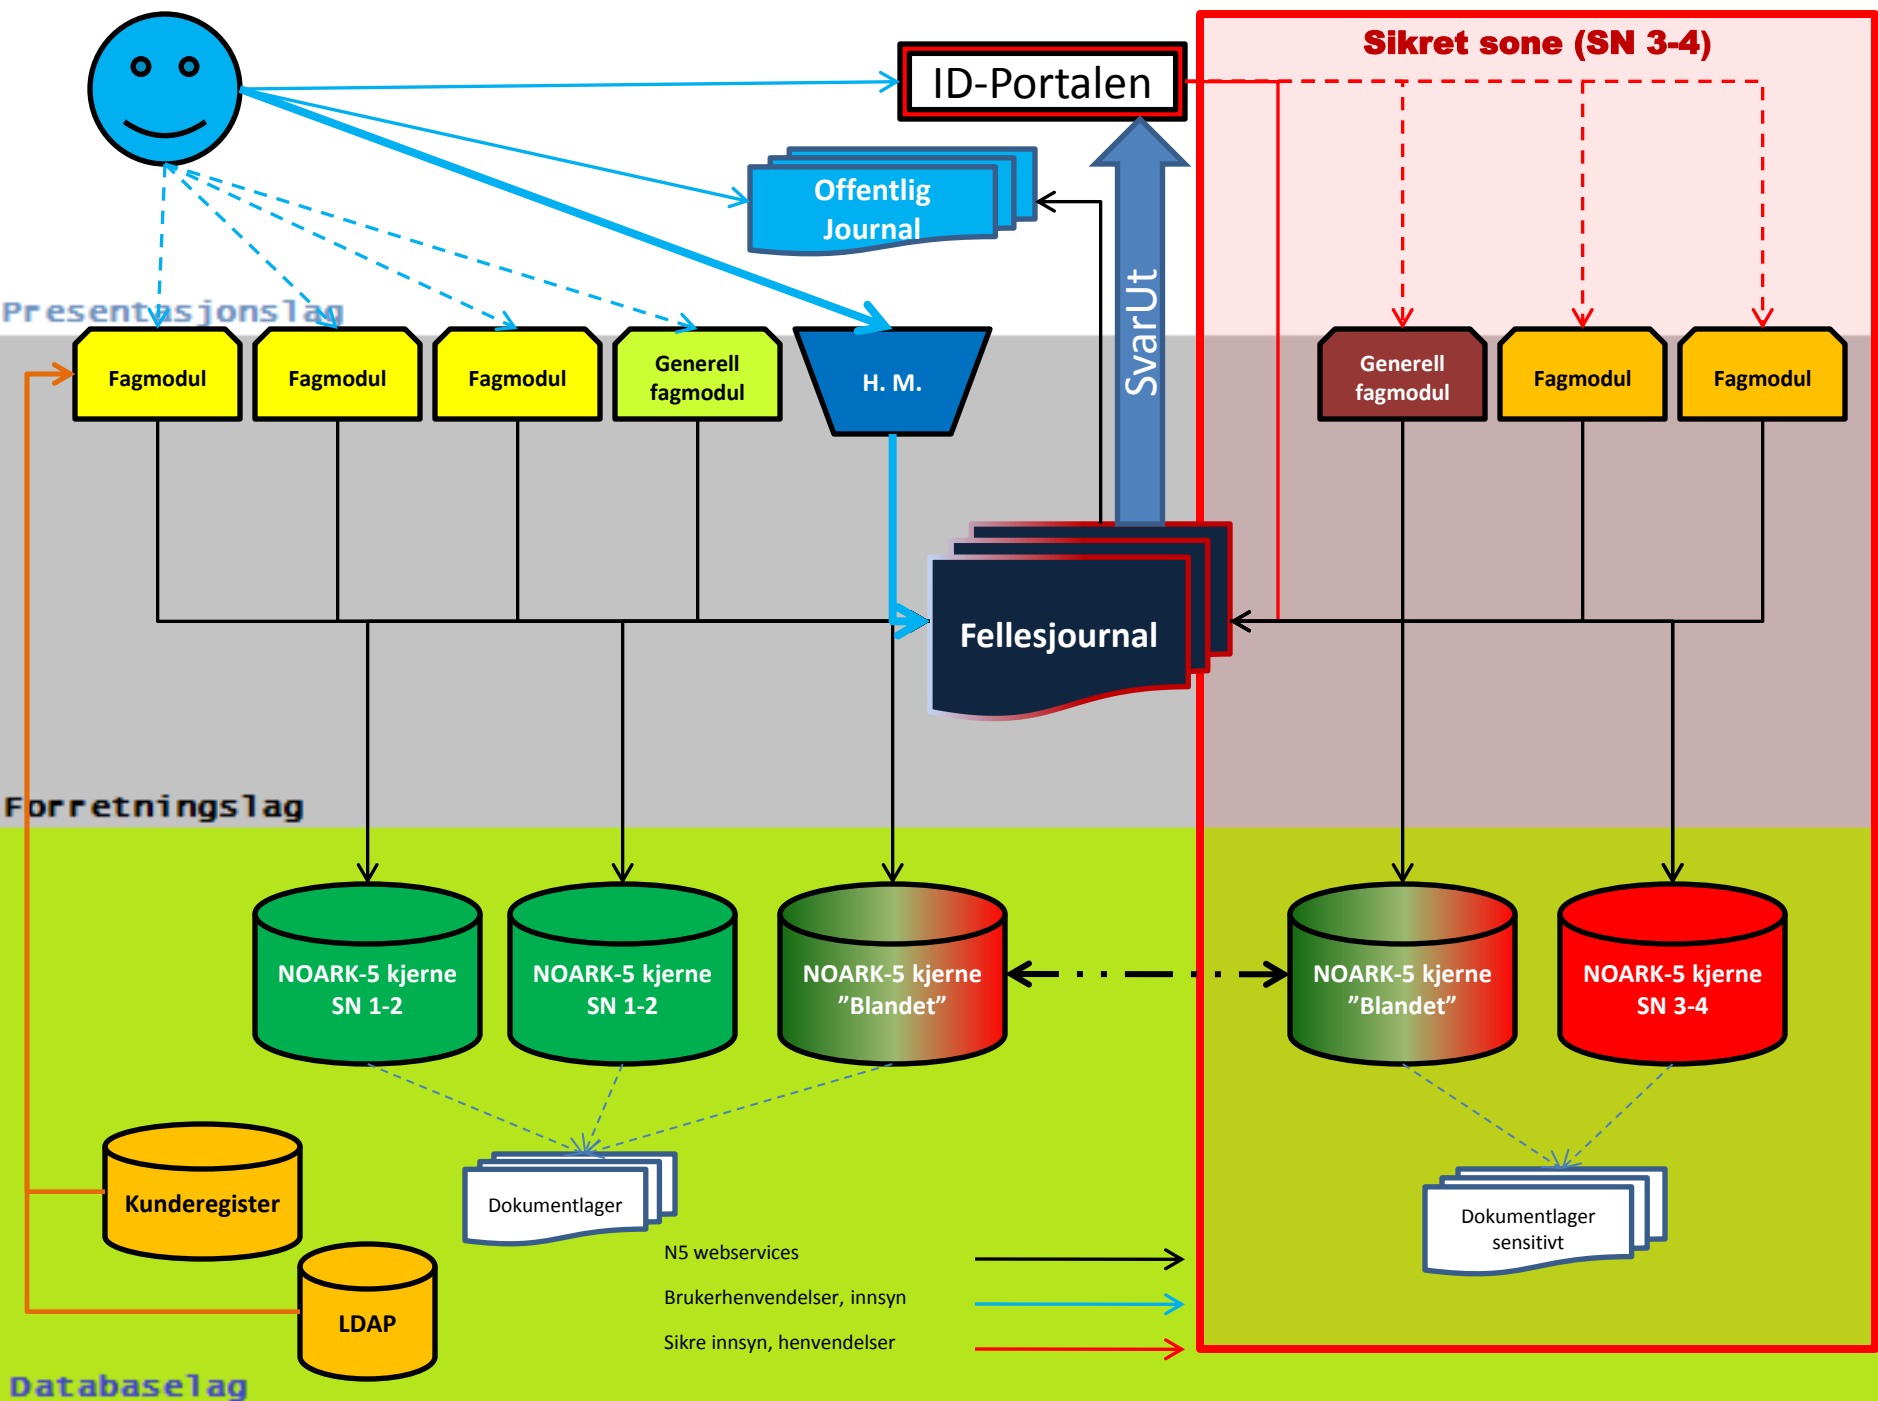 Sikret sone (SN 3-4)
ID-Portalen
Offentlig
Journal
SvarUt
Presentasjonslag
Fagmodul
Fagmodul
Fagmodul
Generell
fagmodul
H. M.
Generell
fagmodul
Fagmodul
Fagmodul
Fellesjournal
Forretningslag
NOARK-5 kjerne
SN 1-2
NOARK-5 kjerne
SN 1-2
NOARK-5 kjerne
”Blandet”
NOARK-5 kjerne
”Blandet”
NOARK-5 kjerne
SN 3-4
Kunderegister
Dokumentlager
Dokumentlager
sensitivt
LDAP
N5 webservices
Brukerhenvendelser, innsyn
Sikre innsyn, henvendelser
Databaselag